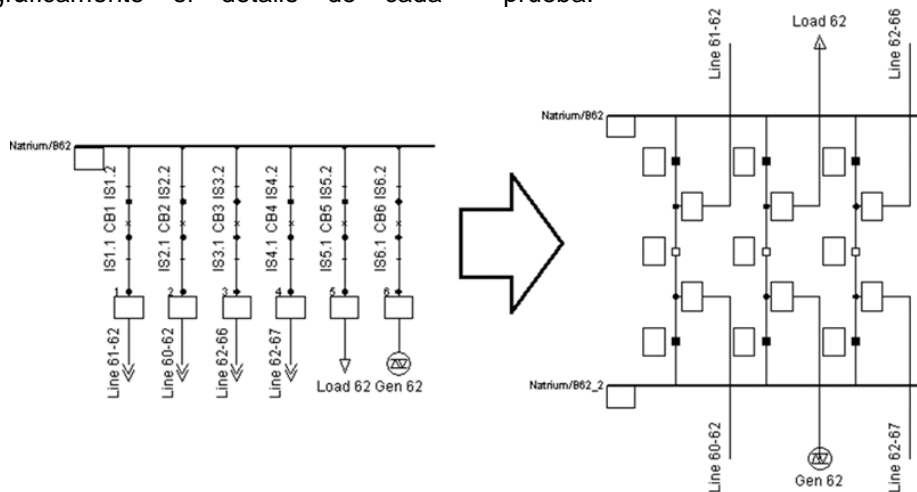 gráficamente el detalle de cada prueba.
Natrium/B62
IS1.1 CB1 IS1.2
IS2.1 CB2 IS2.2
IS3.1 CB3 IS3.2
IS4.1 CB4 IS4.2
IS5.1 CB5 IS5.2
IS6.1 CB6 IS6.2
1 2 3 4 5 6
Line 61-62
Line 60-62
Line 62-66
Line 62-67
Load 62 Gen 62
Line 61-62
Load 62
Line 62-66
Natrium/B62
Natrium/B62_2
Line 60-62
Gen 62
Line 62-67